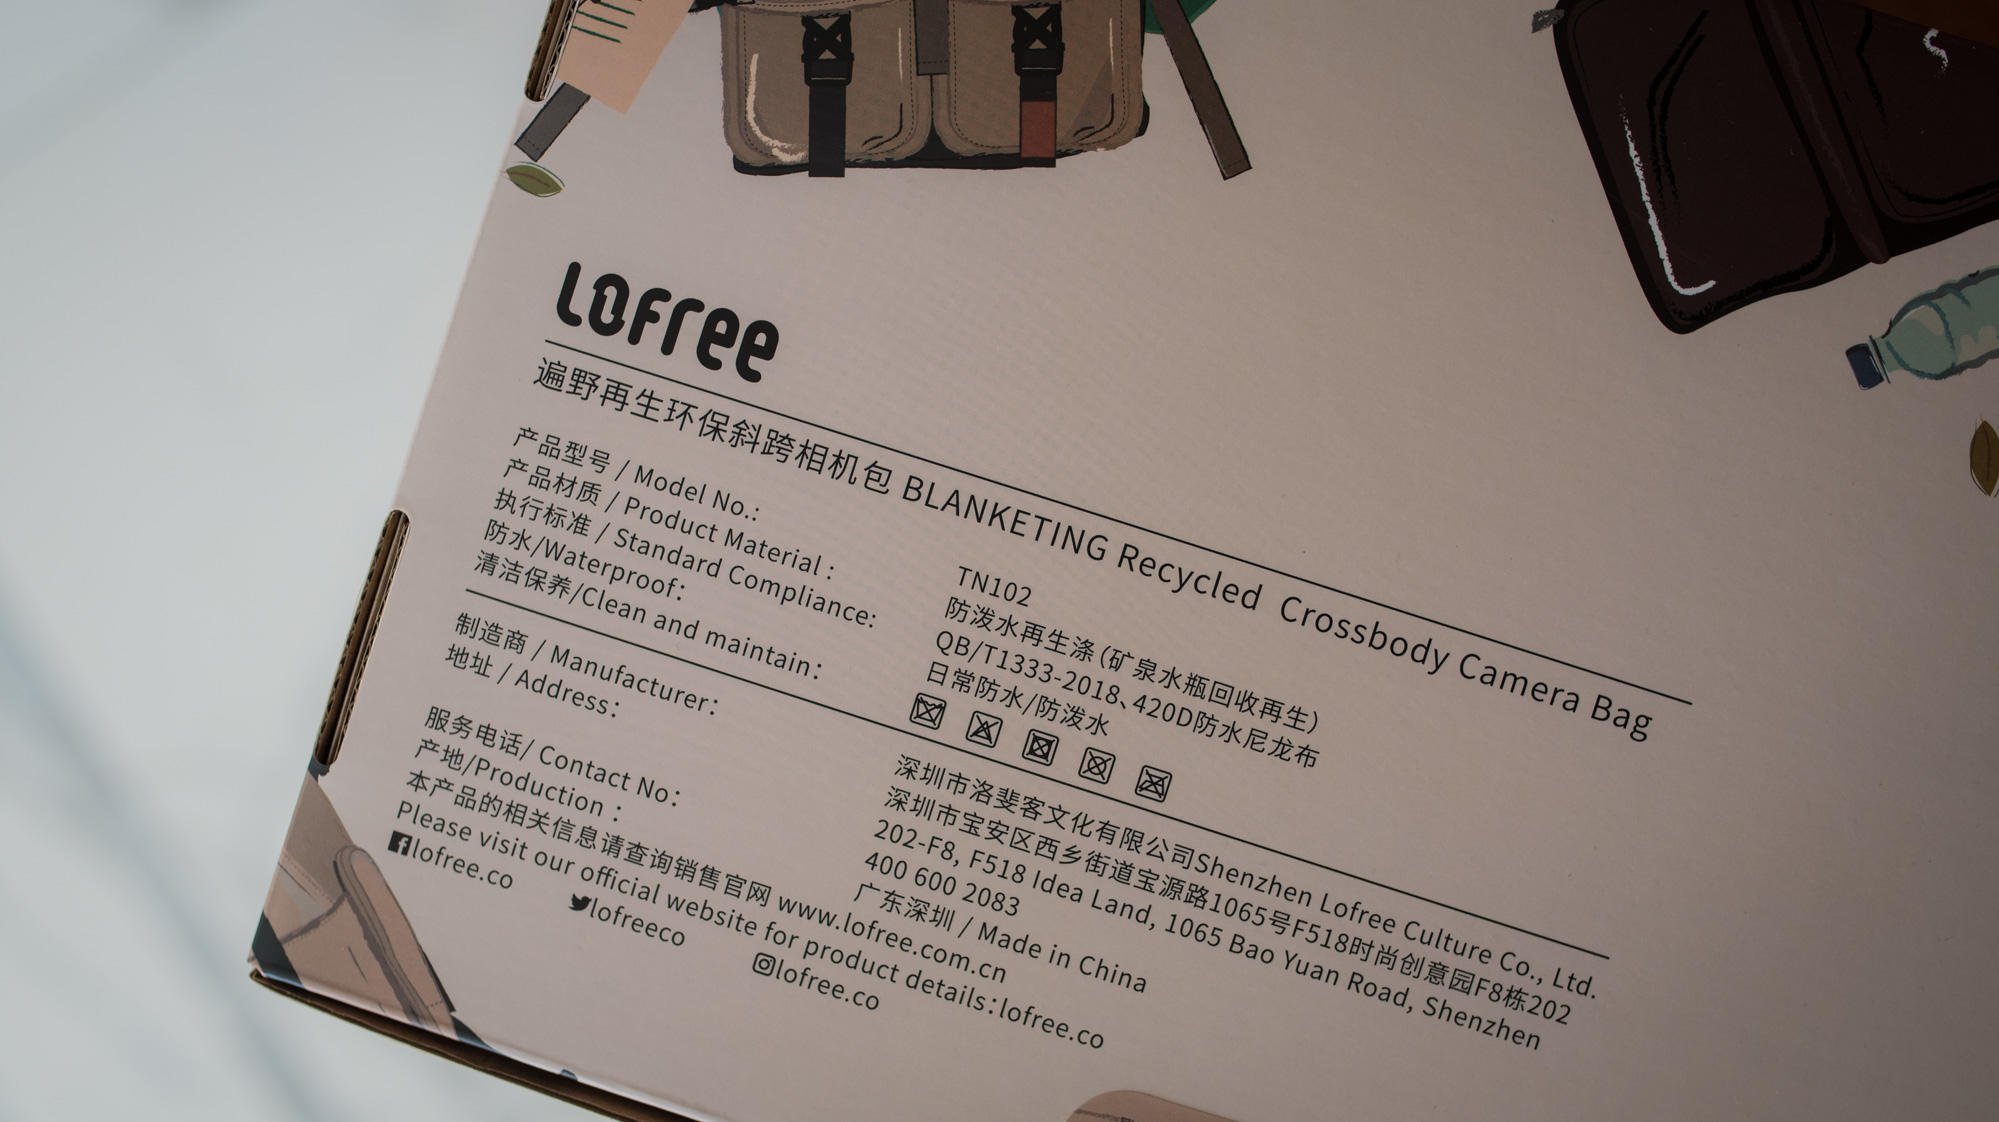 LOFree
遍野再生环保斜跨相机包 BLANKETING Recycled Crossbody Camera Bag
产品型号 / Model No.: TN102
产品材质 / Product Material : 防泼水再生涤(矿泉水瓶回收再生)
执行标准 / Standard Compliance: QB/T1333-2018、420D防水尼龙布
防水/Waterproof: 日常防水/防泼水
清洁保养/Clean and maintain:
制造商 / Manufacturer: 深圳市洛斐客文化有限公司Shenzhen Lofree Culture Co., Ltd.
地址 / Address: 深圳市宝安区西乡街道宝源路1065号F518时尚创意园F8栋202
202-F8, F518 Idea Land, 1065 Bao Yuan Road, Shenzhen
服务电话/ Contact No: 400 600 2083
产地/Production : 广东深圳 / Made in China
本产品的相关信息请查询销售官网 www.lofree.com.cn
Please visit our official website for product details:lofree.co
lofree.co lofreeco lofree.co